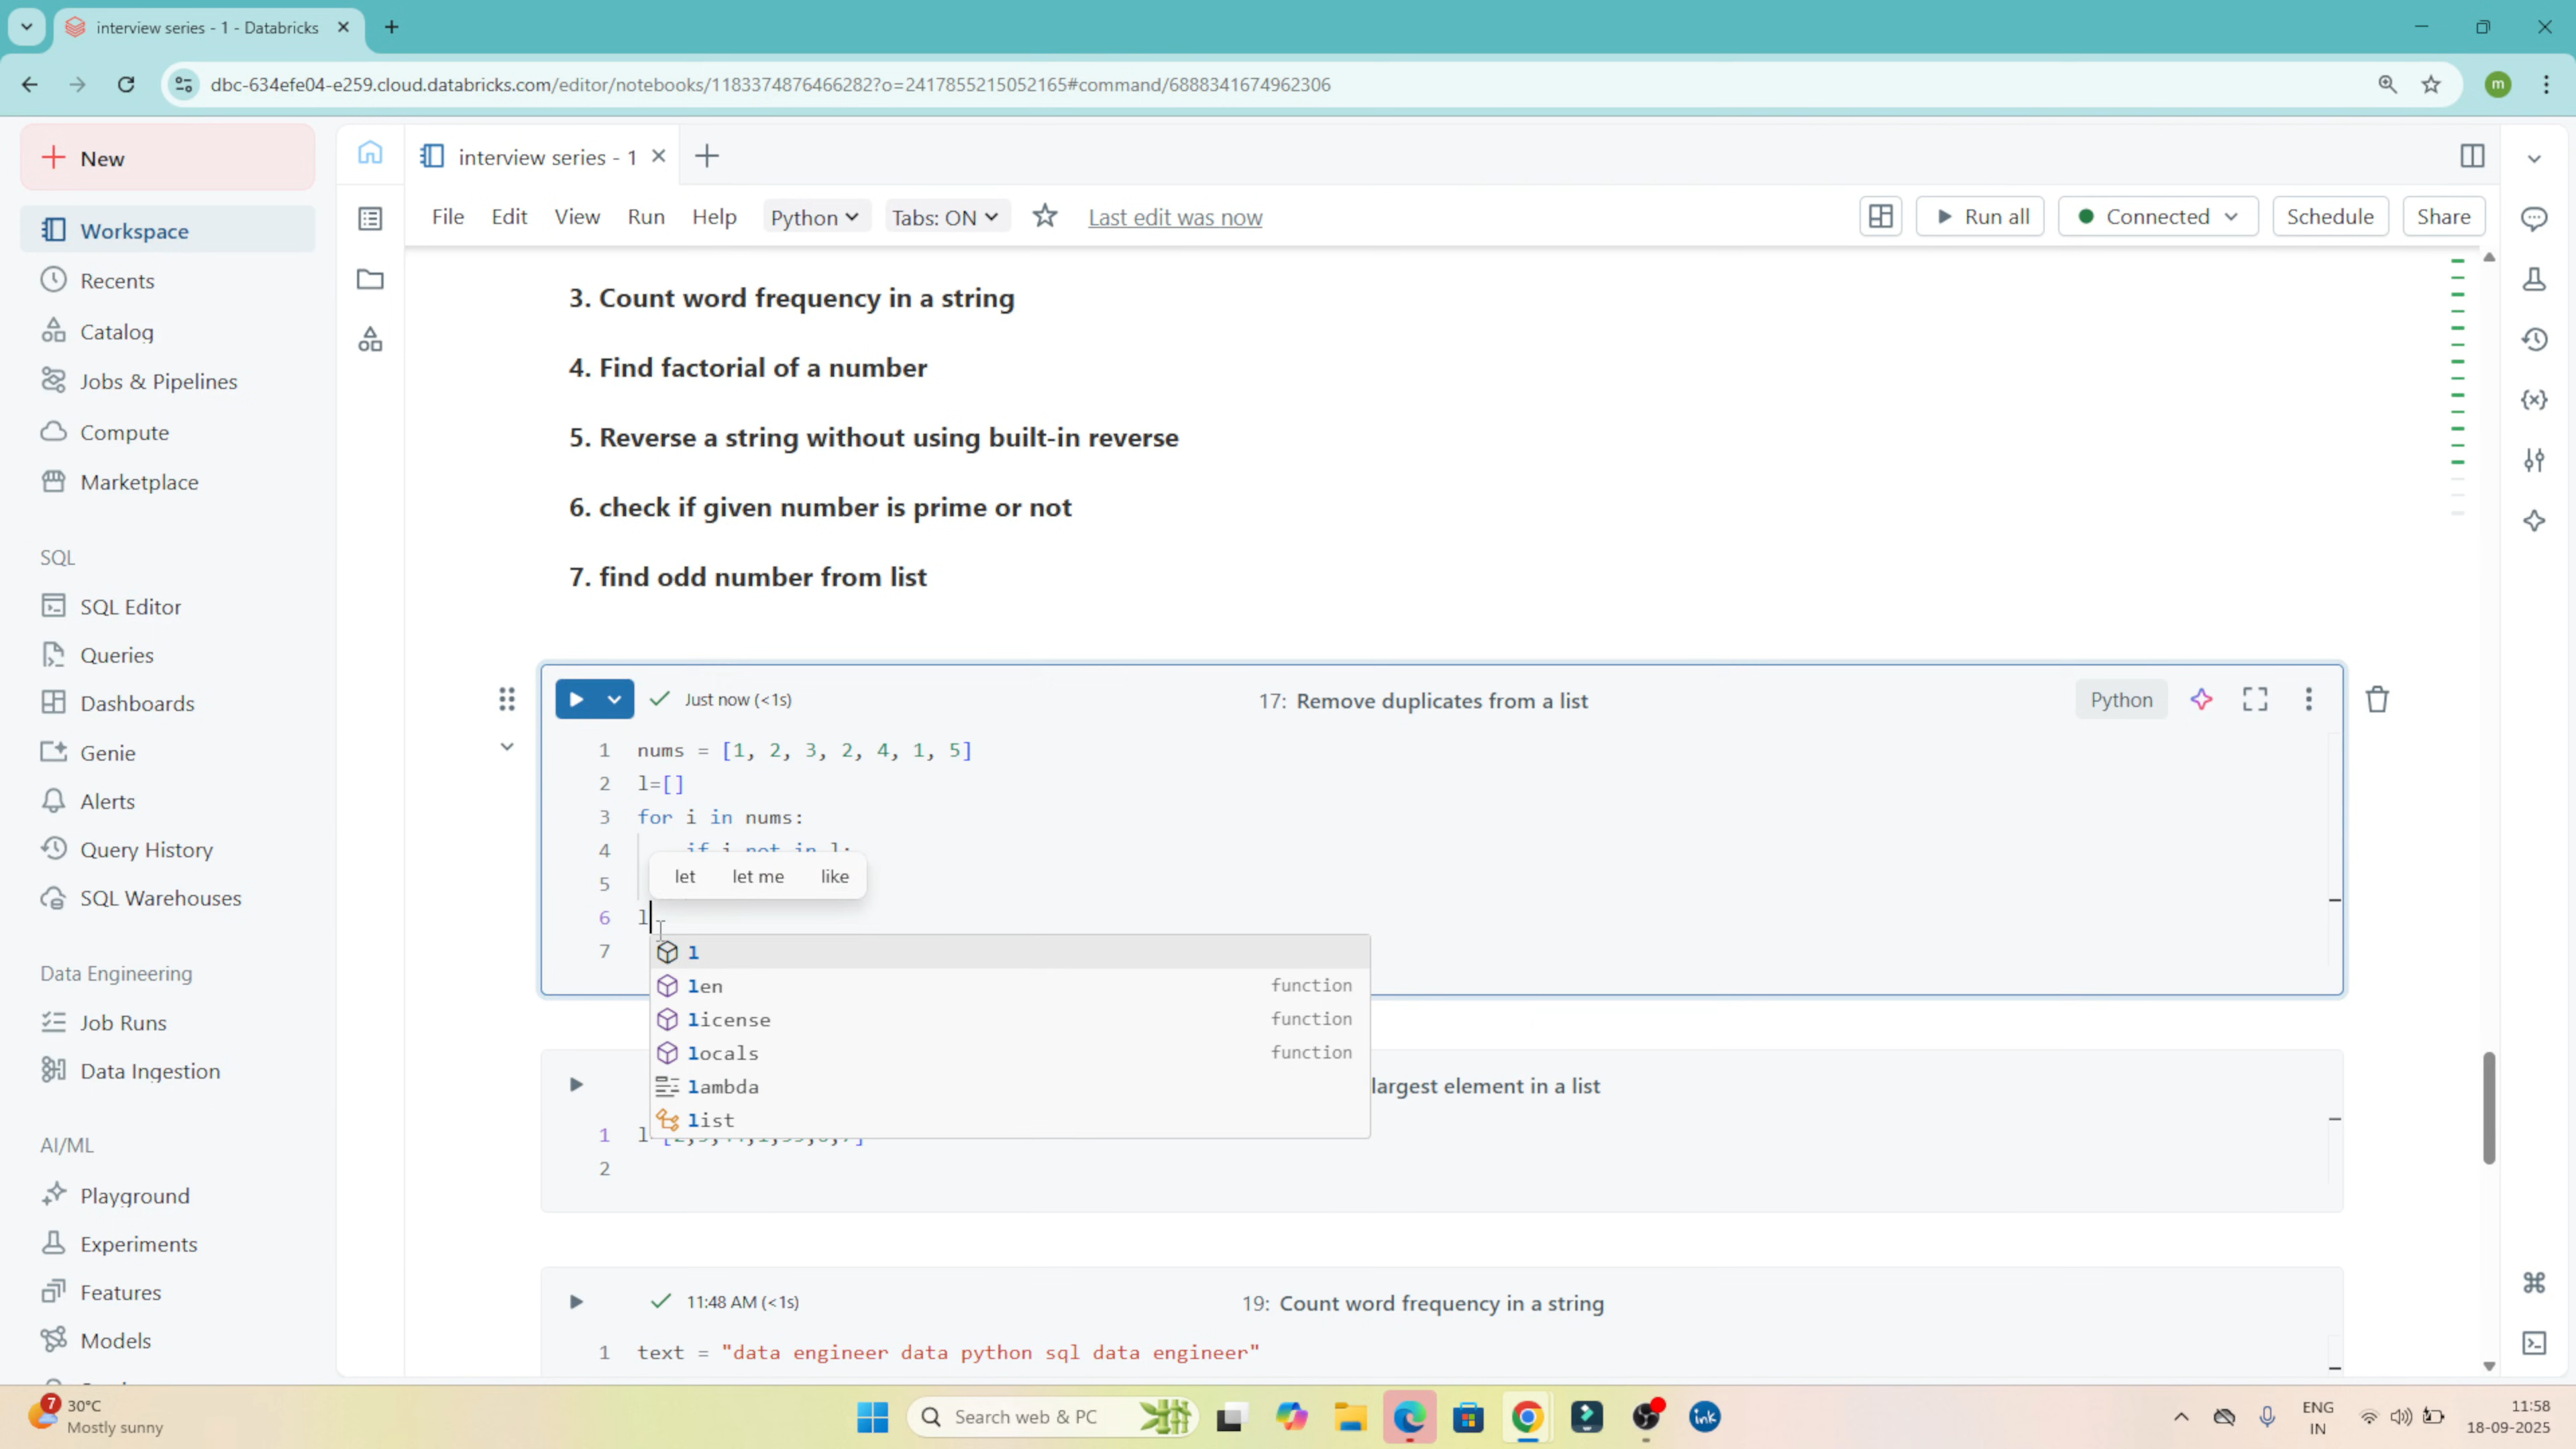 interview series - 1 - Databricks
dbc-634efe04-e259.cloud.databricks.com/editor/notebooks/1183374876466282?o=2417855215052165#command/6888341674962306
m
New
Workspace
Recents
Catalog
Jobs & Pipelines
Compute
Marketplace
SQL
SQL Editor
Queries
Dashboards
Genie
Alerts
Query History
SQL Warehouses
Data Engineering
Job Runs
Data Ingestion
AI/ML
Playground
Experiments
Features
Models
interview series - 1
File Edit View Run Help Python Tabs: ON Last edit was now
Run all Connected Schedule Share
3. Count word frequency in a string
4. Find factorial of a number
5. Reverse a string without using built-in reverse
6. check if given number is prime or not
7. find odd number from list
Just now (<1s) 17: Remove duplicates from a list Python
1 nums = [1, 2, 3, 2, 4, 1, 5]
2 l=[]
3 for i in nums:
4 if i not in l:
let let me like
5
6 l
7
l
len function
license function
locals function
lambda
list
largest element in a list
1
2
11:48 AM (<1s) 19: Count word frequency in a string
1 text = "data engineer data python sql data engineer"
7
30°C
Mostly sunny
Search web & PC
ink
ENG
IN
11:58
18-09-2025